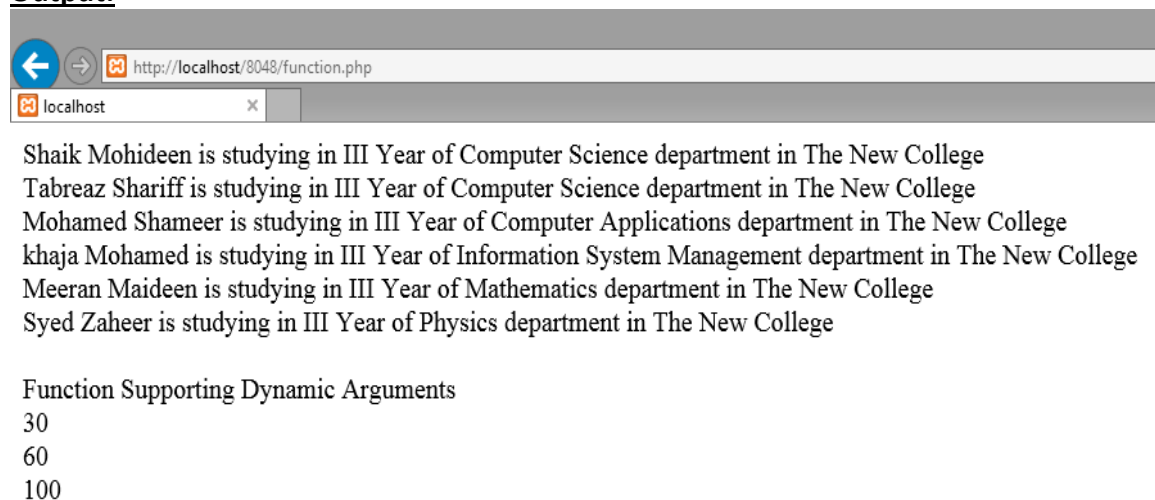 Output:
http://localhost/8048/function.php
localhost
Shaik Mohideen is studying in III Year of Computer Science department in The New College
Tabreaz Shariff is studying in III Year of Computer Science department in The New College
Mohamed Shameer is studying in III Year of Computer Applications department in The New College
khaja Mohamed is studying in III Year of Information System Management department in The New College
Meeran Maideen is studying in III Year of Mathematics department in The New College
Syed Zaheer is studying in III Year of Physics department in The New College
Function Supporting Dynamic Arguments
30
60
100